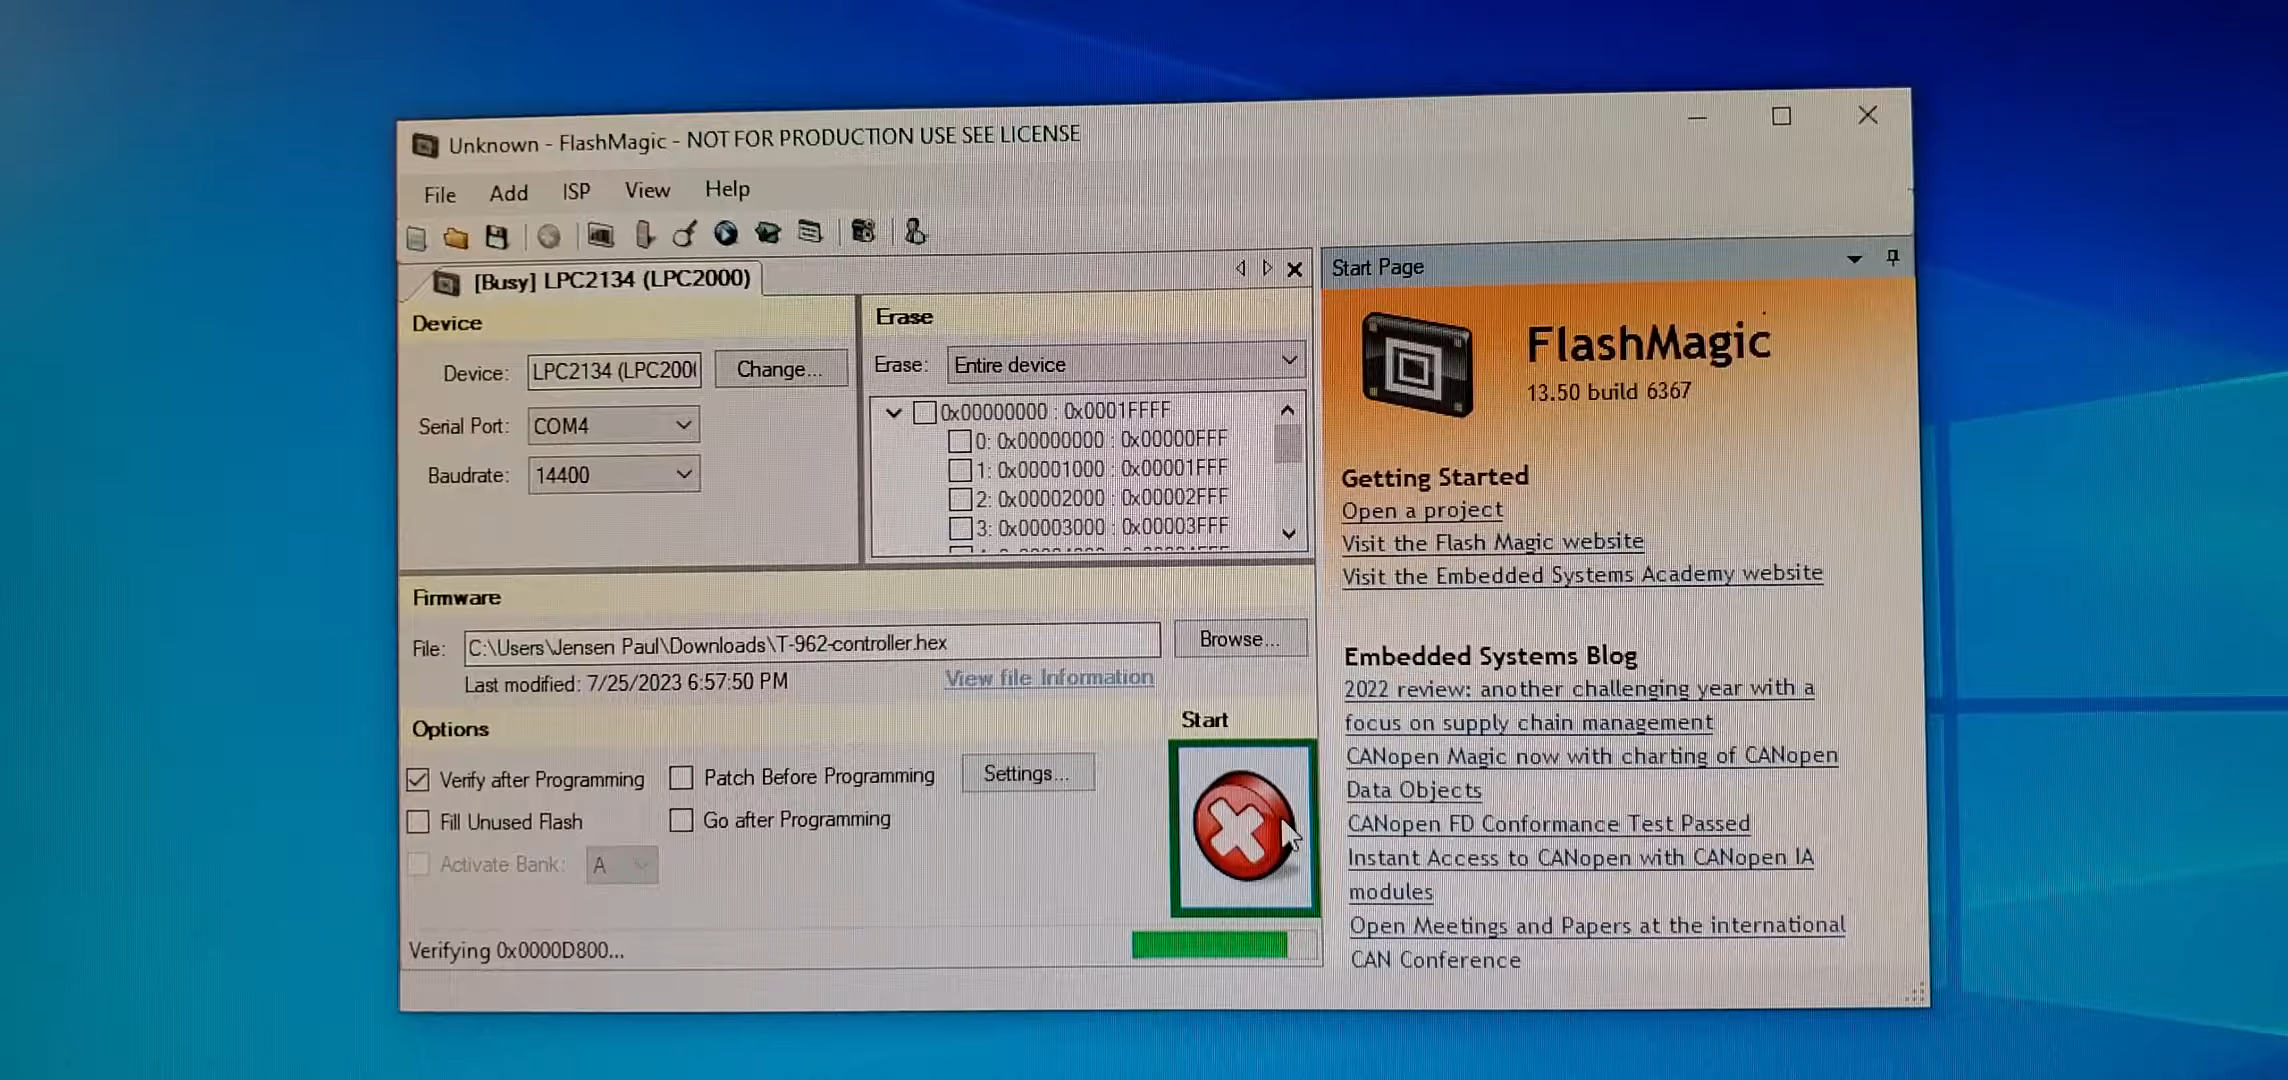 Unknown - FlashMagic - NOT FOR PRODUCTION USE SEE LICENSE
File Add ISP View Help
[Busy] LPC2134 (LPC2000)
Device
Device: LPC2134 (LPC200( Change...
Serial Port: COM4
Baudrate: 14400
Erase
Erase: Entire device
0x00000000 : 0x0001FFFF
0: 0x00000000 : 0x00000FFF
1: 0x00001000 : 0x00001FFF
2: 0x00002000 : 0x00002FFF
3: 0x00003000 : 0x00003FFF
Firmware
File: C:\Users\Jensen Paul\Downloads\T-962-controller.hex Browse...
Last modified: 7/25/2023 6:57:50 PM View file Information
Options
Verify after Programming Patch Before Programming Settings...
Fill Unused Flash Go after Programming
Activate Bank: A
Start
Verifying 0x0000D800...
Start Page
FlashMagic
13.50 build 6367
Getting Started
Open a project
Visit the Flash Magic website
Visit the Embedded Systems Academy website
Embedded Systems Blog
2022 review: another challenging year with a
focus on supply chain management
CANopen Magic now with charting of CANopen
Data Objects
CANopen FD Conformance Test Passed
Instant Access to CANopen with CANopen IA
modules
Open Meetings and Papers at the international
CAN Conference